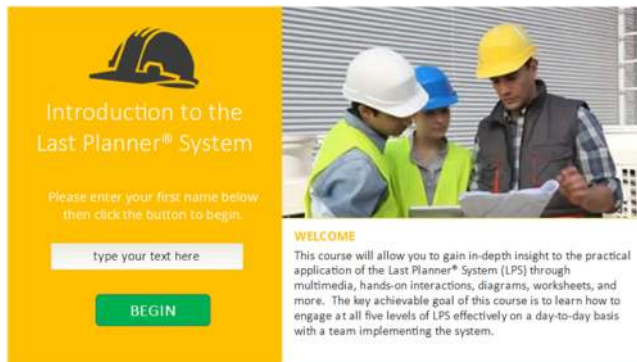 Introduction to the
Last Planner® System
Please enter your first name below
then click the button to begin.
type your text here
BEGIN
WELCOME
This course will allow you to gain in-depth insight to the practical
application of the Last Planner® System (LPS) through
multimedia, hands-on interactions, diagrams, worksheets, and
more. The key achievable goal of this course is to learn how to
engage at all five levels of LPS effectively on a day-to-day basis
with a team implementing the system.